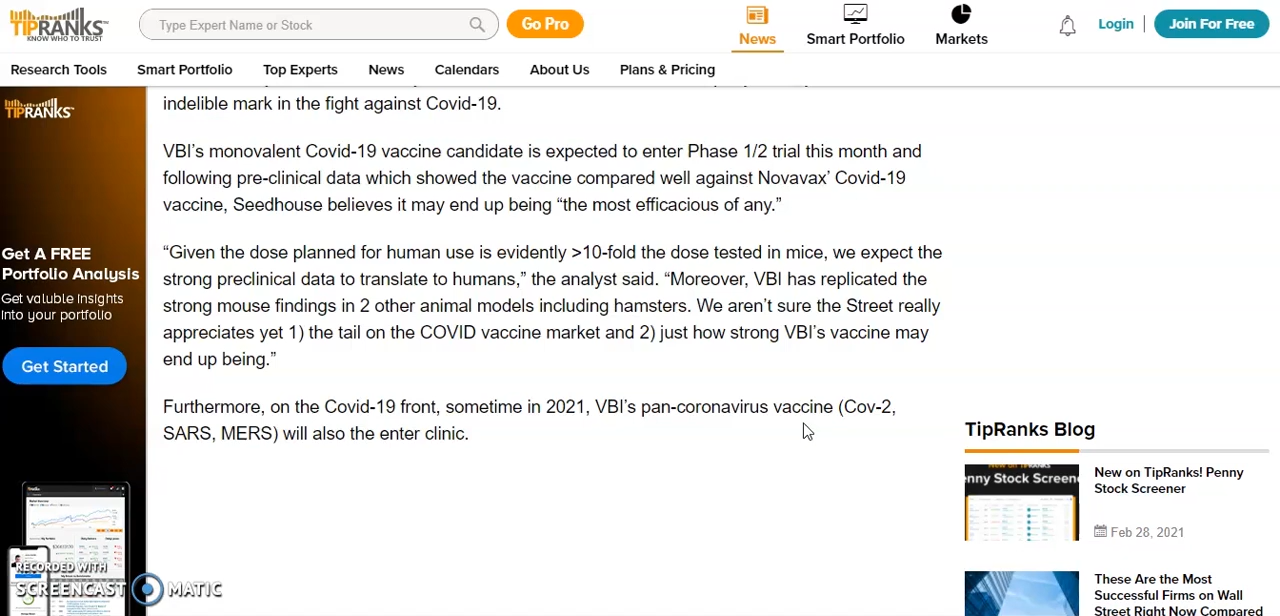 TIPRANKS
KNOW WHO TO TRUST
Type Expert Name or Stock
Go Pro
News
Smart Portfolio
Markets
Login
Join For Free
Research Tools
Smart Portfolio
Top Experts
News
Calendars
About Us
Plans & Pricing
TIPRANKS
Get A FREE
Portfolio Analysis
Get valuble insights
into your portfolio
Get Started
RECORDED WITH
SCREENCAST MATIC
indelible mark in the fight against Covid-19.
VBI’s monovalent Covid-19 vaccine candidate is expected to enter Phase 1/2 trial this month and
following pre-clinical data which showed the vaccine compared well against Novavax’ Covid-19
vaccine, Seedhouse believes it may end up being “the most efficacious of any.”
“Given the dose planned for human use is evidently >10-fold the dose tested in mice, we expect the
strong preclinical data to translate to humans,” the analyst said. “Moreover, VBI has replicated the
strong mouse findings in 2 other animal models including hamsters. We aren’t sure the Street really
appreciates yet 1) the tail on the COVID vaccine market and 2) just how strong VBI’s vaccine may
end up being.”
Furthermore, on the Covid-19 front, sometime in 2021, VBI’s pan-coronavirus vaccine (Cov-2,
SARS, MERS) will also the enter clinic.
TipRanks Blog
New on TIPRANKS
nny Stock Screen
New on TipRanks! Penny
Stock Screener
Feb 28, 2021
These Are the Most
Successful Firms on Wall
Street Right Now Compared